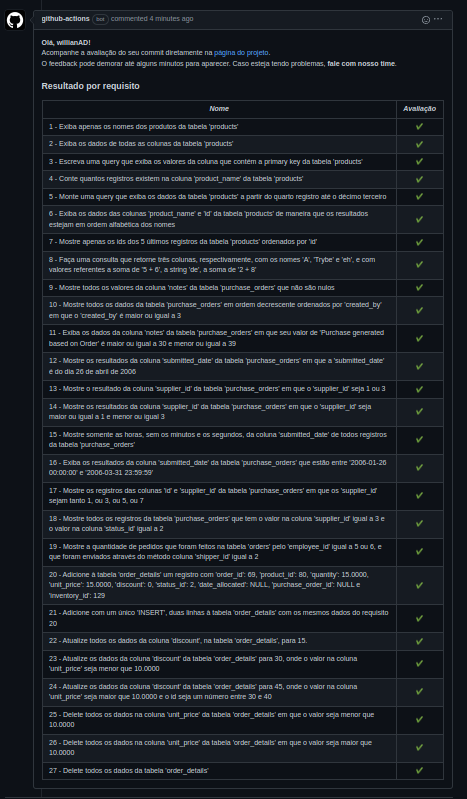 github-actions bot commented 4 minutes ago
Olá, willianAD!
Acompanhe a avaliação do seu commit diretamente na página do projeto.
O feedback pode demorar até alguns minutos para aparecer. Caso esteja tendo problemas, fale com nosso time.
Resultado por requisito
Nome Avaliação
1 - Exiba apenas os nomes dos produtos da tabela 'products' ✔
2 - Exiba os dados de todas as colunas da tabela 'products' ✔
3 - Escreva uma query que exiba os valores da coluna que contém a primary key da tabela 'products' ✔
4 - Conte quantos registros existem na coluna 'product_name' da tabela 'products' ✔
5 - Monte uma query que exiba os dados da tabela 'products' a partir do quarto registro até o décimo terceiro ✔
6 - Exiba os dados das colunas 'product_name' e 'id' da tabela 'products' de maneira que os resultados ✔
estejam em ordem alfabética dos nomes
7 - Mostre apenas os ids dos 5 últimos registros da tabela 'products' ordenados por 'id' ✔
8 - Faça uma consulta que retorne três colunas, respectivamente, com os nomes 'A', 'Trybe' e 'eh', e com ✔
valores referentes a soma de '5 + 6', a string 'de', a soma de '2 + 8'
9 - Mostre todos os valores da coluna 'notes' da tabela 'purchase_orders' que não são nulos ✔
10 - Mostre todos os dados da tabela 'purchase_orders' em ordem decrescente ordenados por 'created_by' ✔
em que o 'created_by' é maior ou igual a 3
11 - Exiba os dados da coluna 'notes' da tabela 'purchase_orders' em que seu valor de 'Purchase generated ✔
based on Order' é maior ou igual a 30 e menor ou igual a 39
12 - Mostre os resultados da coluna 'submitted_date' da tabela 'purchase_orders' em que a 'submitted_date' ✔
é do dia 26 de abril de 2006
13 - Mostre o resultado da coluna 'supplier_id' da tabela 'purchase_orders' em que o 'supplier_id' seja 1 ou 3 ✔
14 - Mostre os resultados da coluna 'supplier_id' da tabela 'purchase_orders' em que o 'supplier_id' seja ✔
maior ou igual a 1 e menor ou igual 3
15 - Mostre somente as horas, sem os minutos e os segundos, da coluna 'submitted_date' de todos registros ✔
da tabela 'purchase_orders'
16 - Exiba os resultados da coluna 'submitted_date' da tabela 'purchase_orders' que estão entre '2006-01-26 ✔
00:00:00' e '2006-03-31 23:59:59'
17 - Mostre os registros das colunas 'id' e 'supplier_id' da tabela 'purchase_orders' em que os 'supplier_id' ✔
sejam tanto 1, ou 3, ou 5, ou 7
18 - Mostre todos os registros da tabela 'purchase_orders' que tem o valor na coluna 'supplier_id' igual a 3 e ✔
o valor na coluna 'status_id' igual a 2
19 - Mostre a quantidade de pedidos que foram feitos na tabela 'orders' pelo 'employee_id' igual a 5 ou 6, e ✔
que foram enviados através do método coluna 'shipper_id' igual a 2
20 - Adicione à tabela 'order_details' um registro com 'order_id': 69, 'product_id': 80, 'quantity': 15.0000, ✔
'unit_price': 15.0000, 'discount': 0, 'status_id': 2, 'date_allocated': NULL, 'purchase_order_id': NULL e
'inventory_id': 129
21 - Adicione com um único 'INSERT', duas linhas à tabela 'order_details' com os mesmos dados do requisito ✔
20
22 - Atualize todos os dados da coluna 'discount', na tabela 'order_details', para 15. ✔
23 - Atualize os dados da coluna 'discount' da tabela 'order_details' para 30, onde o valor na coluna ✔
'unit_price' seja menor que 10.0000
24 - Atualize os dados da coluna 'discount' da tabela 'order_details' para 45, onde o valor na coluna ✔
'unit_price' seja maior que 10.0000 e o id seja um número entre 30 e 40
25 - Delete todos os dados na coluna 'unit_price' da tabela 'order_details' em que o valor seja menor que ✔
10.0000
26 - Delete todos os dados na coluna 'unit_price' da tabela 'order_details' em que o valor seja maior que ✔
10.0000
27 - Delete todos os dados da tabela 'order_details' ✔